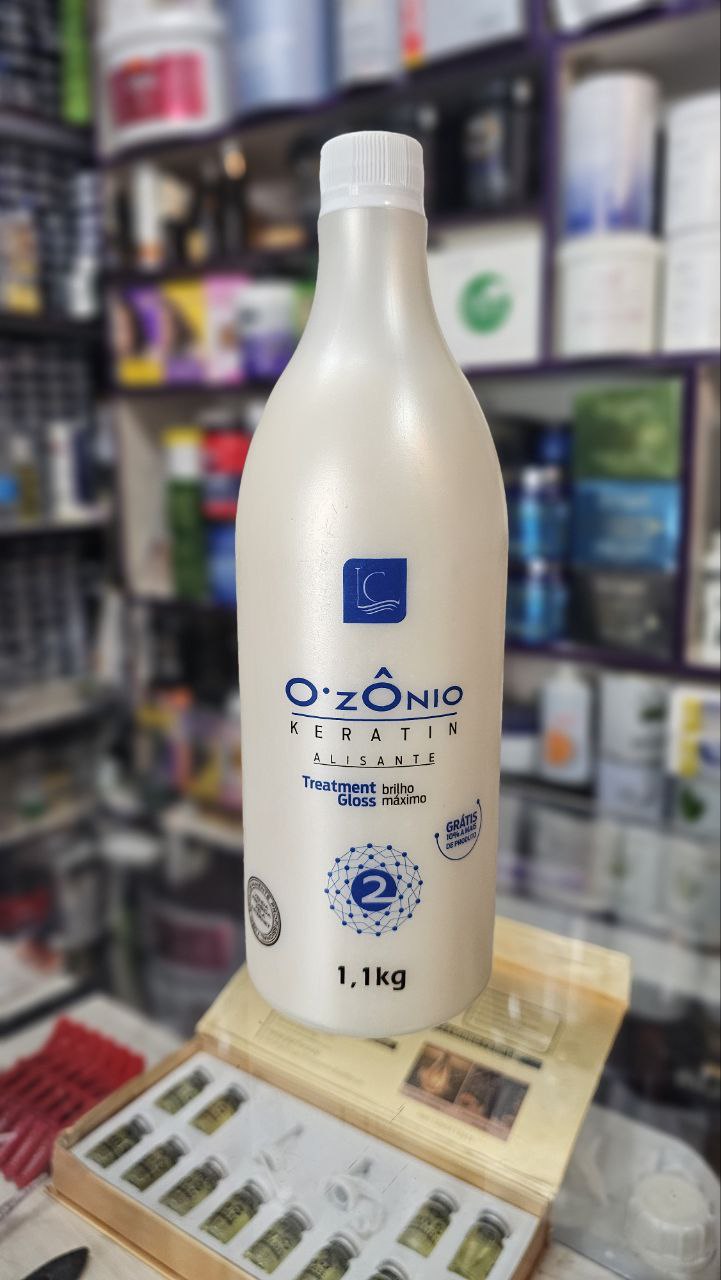 LC
O·ZÔNIO
KERATIN
ALISANTE
Treatment brilho
Gloss máximo
GRÁTIS
10% A MAIS
DE PRODUTO
2
1,1kg